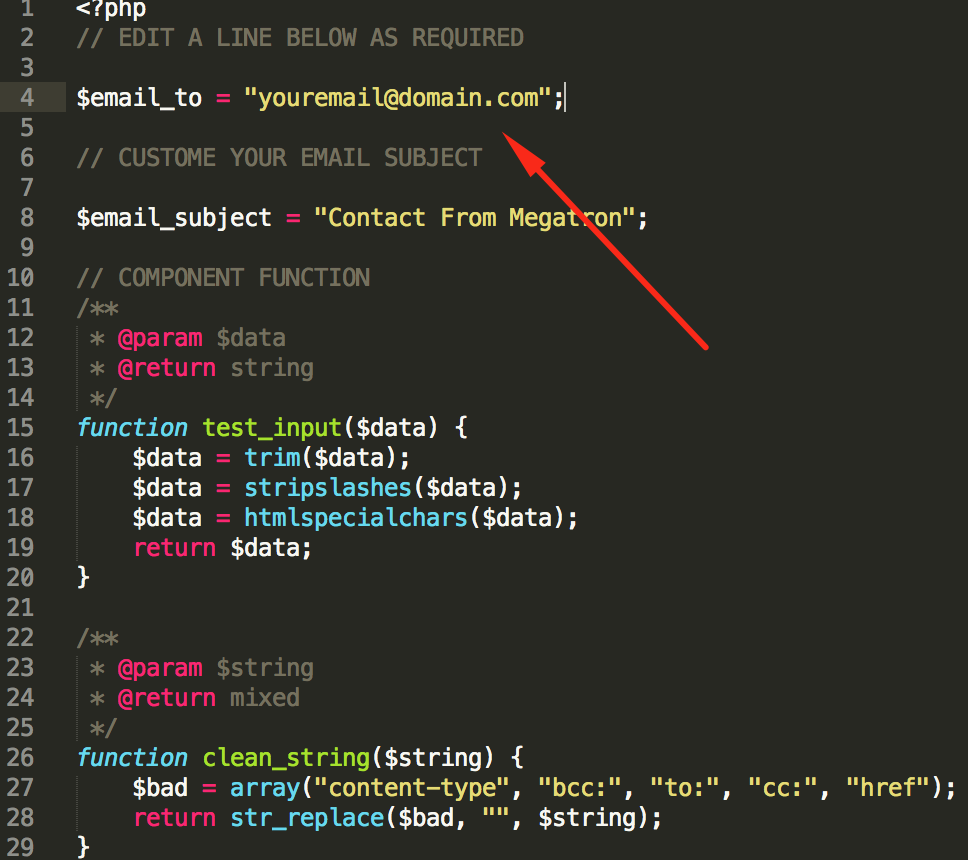 1 <?php
2 // EDIT A LINE BELOW AS REQUIRED
3
4 $email_to = "youremail@domain.com";
5
6 // CUSTOME YOUR EMAIL SUBJECT
7
8 $email_subject = "Contact From Megatron";
9
10 // COMPONENT FUNCTION
11 /**
12  * @param $data
13  * @return string
14  */
15 function test_input($data) {
16     $data = trim($data);
17     $data = stripslashes($data);
18     $data = htmlspecialchars($data);
19     return $data;
20 }
21
22 /**
23  * @param $string
24  * @return mixed
25  */
26 function clean_string($string) {
27     $bad = array("content-type", "bcc:", "to:", "cc:", "href");
28     return str_replace($bad, "", $string);
29 }